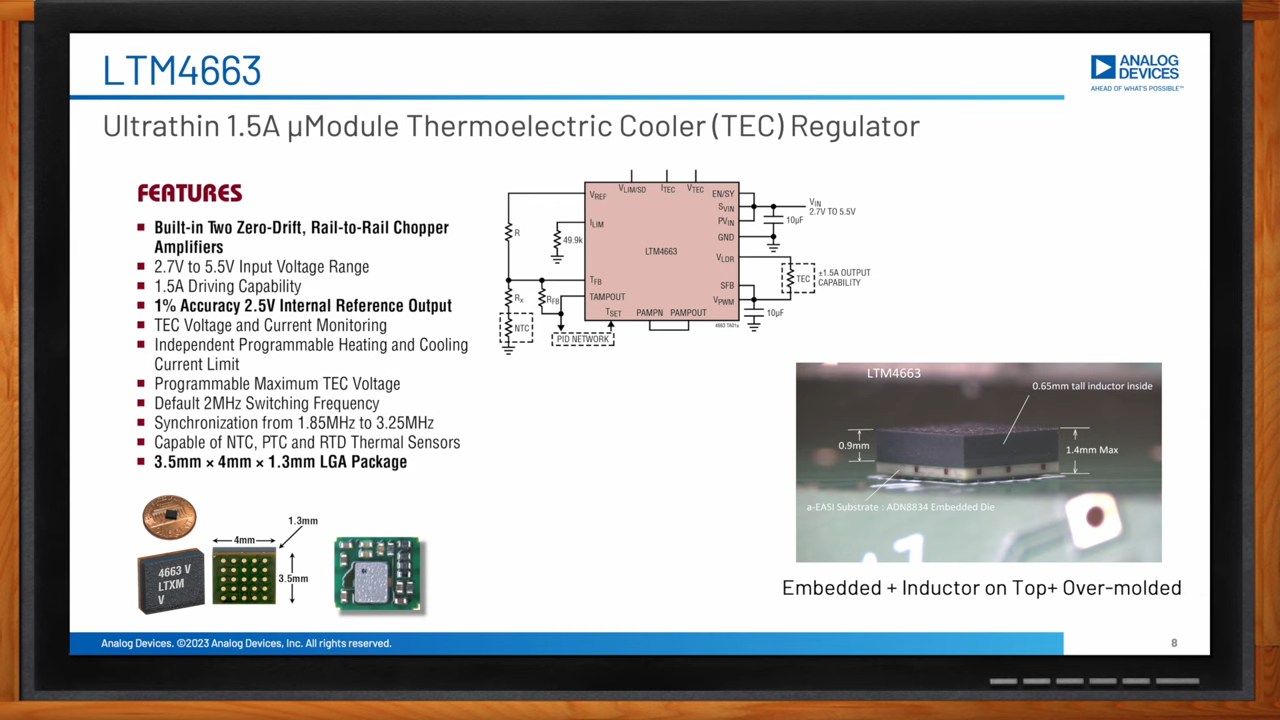 LTM4663
ANALOG
DEVICES
AHEAD OF WHAT'S POSSIBLE™
Ultrathin 1.5A µModule Thermoelectric Cooler (TEC) Regulator
FEATURES
Built-in Two Zero-Drift, Rail-to-Rail Chopper
Amplifiers
2.7V to 5.5V Input Voltage Range
1.5A Driving Capability
1% Accuracy 2.5V Internal Reference Output
TEC Voltage and Current Monitoring
Independent Programmable Heating and Cooling
Current Limit
Programmable Maximum TEC Voltage
Default 2MHz Switching Frequency
Synchronization from 1.85MHz to 3.25MHz
Capable of NTC, PTC and RTD Thermal Sensors
3.5mm × 4mm × 1.3mm LGA Package
VREF
VLIM/SD
ITEC
VTEC
EN/SY
SVIN
PVIN
GND
VLDR
SFB
VPWM
ILIM
TFB
TAMPOUT
TSET
PAMPN
PAMPOUT
LTM4663
R
49.9k
RX
RFB
NTC
PID NETWORK
VIN
2.7V TO 5.5V
10µF
TEC
±1.5A OUTPUT
CAPABILITY
10µF
4663 TA01a
LTM4663
0.65mm tall inductor inside
0.9mm
1.4mm Max
a-EASI Substrate : ADN8834 Embedded Die
Embedded + Inductor on Top+ Over-molded
1.3mm
4mm
3.5mm
4663 V
LTXM
V
Analog Devices. ©2023 Analog Devices, Inc. All rights reserved.
8